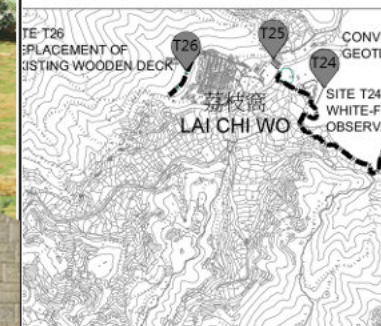 TE T26
EPLACEMENT OF
ISTING WOODEN DECK
T26
T25
CONV
GEOT
T24
SITE T24
WHITE-F
OBSERV
荔枝窩
LAI CHI WO